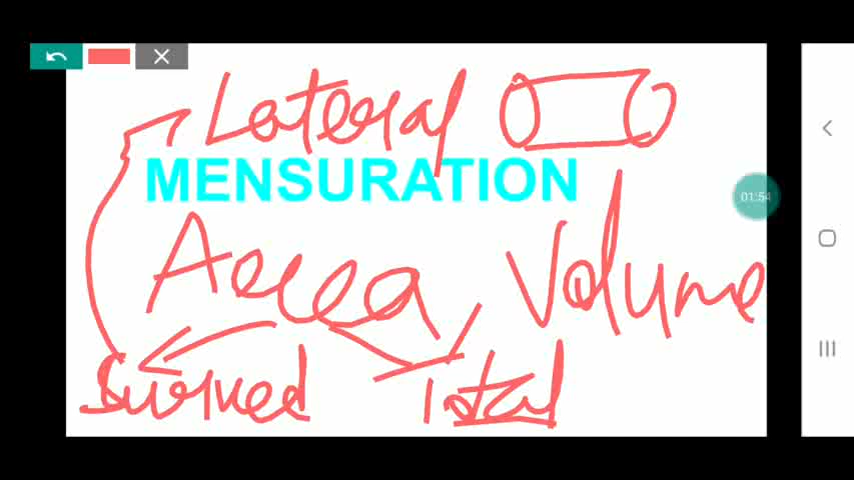 Lateral
MENSURATION
01:54
Area, Volume
Curved Total